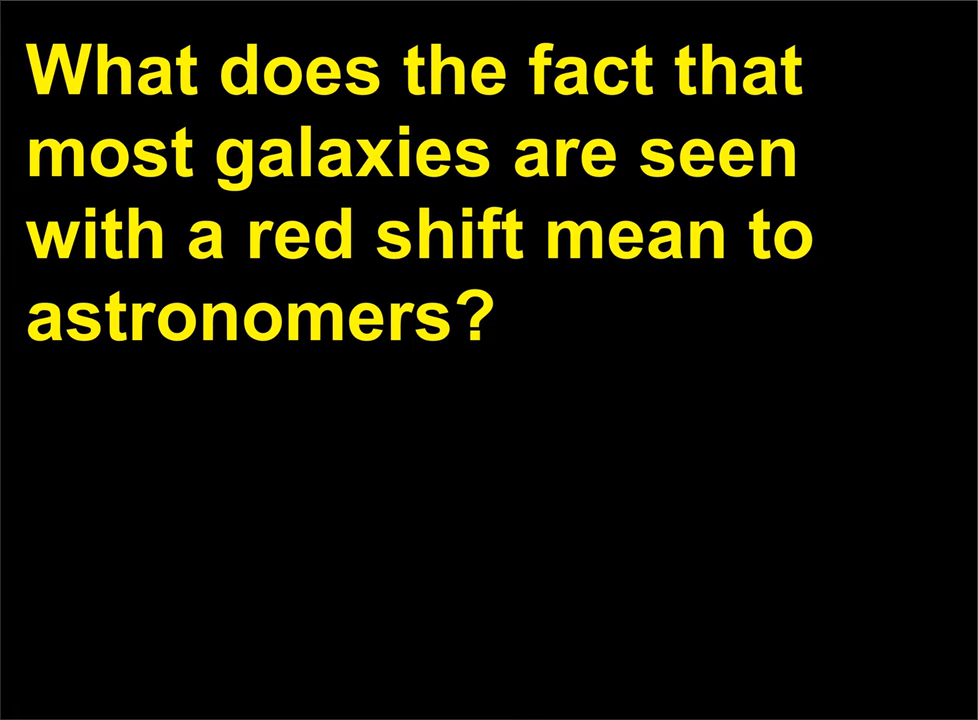 What does the fact that
most galaxies are seen
with a red shift mean to
astronomers?